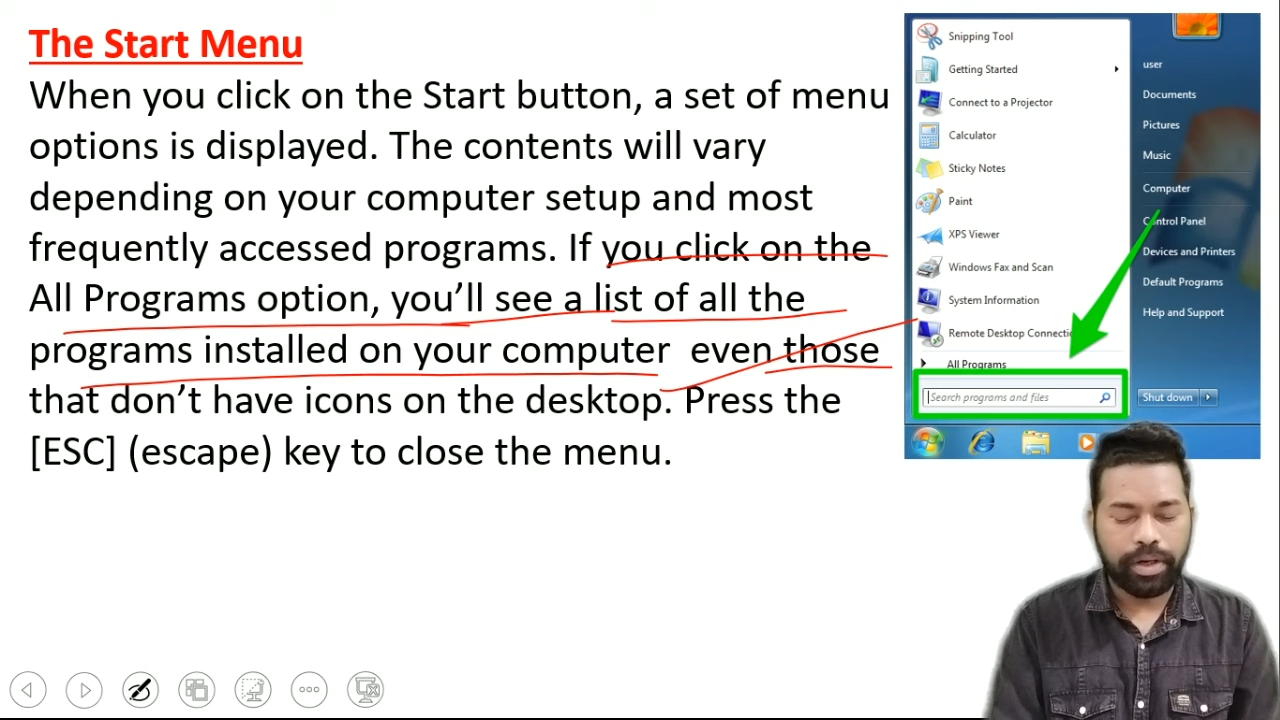 The Start Menu
When you click on the Start button, a set of menu
options is displayed. The contents will vary
depending on your computer setup and most
frequently accessed programs. If you click on the
All Programs option, you’ll see a list of all the
programs installed on your computer  even those
that don’t have icons on the desktop. Press the
[ESC] (escape) key to close the menu.
Snipping Tool
Getting Started
Connect to a Projector
Calculator
Sticky Notes
Paint
XPS Viewer
Windows Fax and Scan
System Information
Remote Desktop
All Programs
Search programs and files
user
Documents
Pictures
Music
Computer
Control Panel
Devices and Printers
Default Programs
Help and Support
Shut down